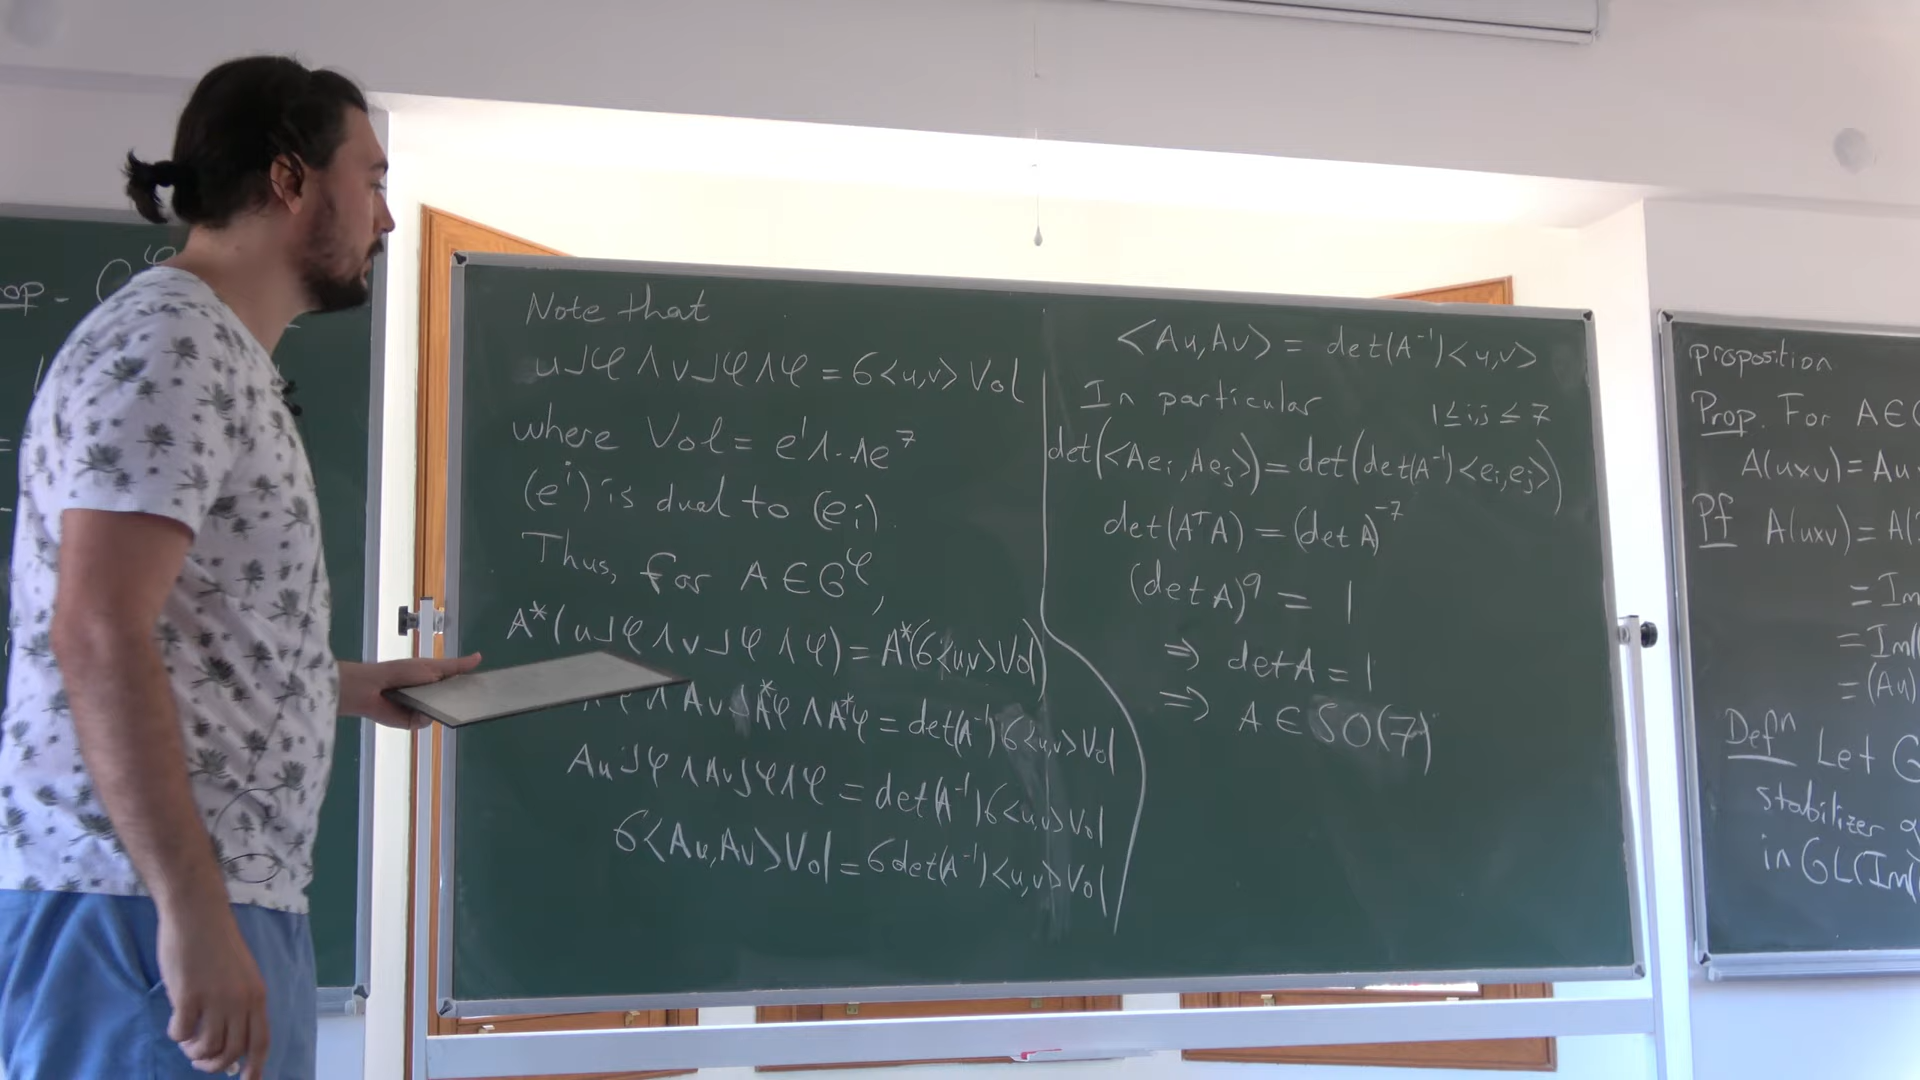 op - G^φ
Note that
u⌟φ ∧ v⌟φ ∧ φ = 6<u,v> Vol
where Vol = e¹∧··∧e⁷
(eⁱ) is dual to (eᵢ).
Thus, for A ∈ G^φ,
A*(u⌟φ ∧ v⌟φ ∧ φ) = A*(6<u,v> Vol)
∧ Av⌟A*φ ∧ A*φ = det(A⁻¹) 6<u,v> Vol
Au⌟φ ∧ Av⌟φ ∧ φ = det(A⁻¹) 6<u,v> Vol
6<Au,Av> Vol = 6 det(A⁻¹) <u,v> Vol
<Au,Av> = det(A⁻¹) <u,v>
In particular 1 ≤ i,j ≤ 7
det(<Aeᵢ,Aeⱼ>) = det(det(A⁻¹) <eᵢ,eⱼ>)
det(AᵀA) = (det A)⁻⁷
(det A)⁹ = 1
⇒ det A = 1
⇒ A ∈ SO(7)
proposition
Prop. For A ∈ G
A(u×v) = Au
Pf A(u×v) = A(
= Im
= Im(
= (Au)
Defⁿ Let G
stabilizer
in GL(Im(